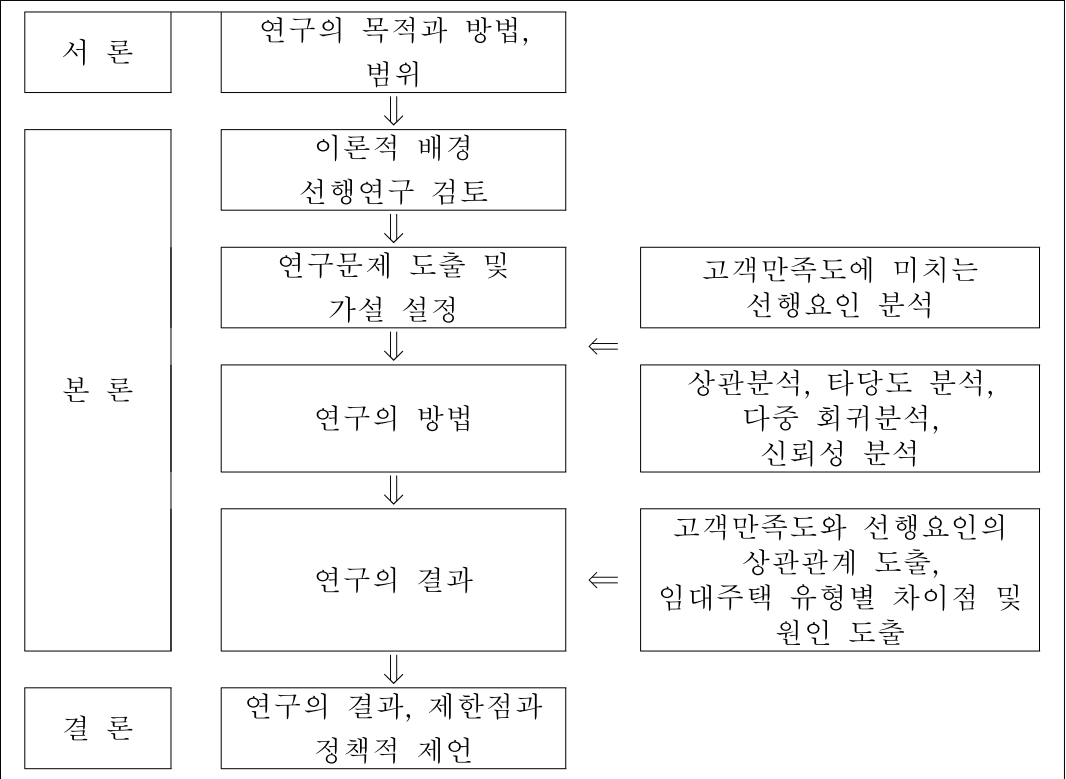 서 론
연구의 목적과 방법,
범위
⇓
본 론
이론적 배경
선행연구 검토
⇓
연구문제 도출 및
가설 설정
고객만족도에 미치는
선행요인 분석
⇓
⇐
연구의 방법
상관분석, 타당도 분석,
다중 회귀분석,
신뢰성 분석
⇓
연구의 결과
⇐
고객만족도와 선행요인의
상관관계 도출,
임대주택 유형별 차이점 및
원인 도출
⇓
결 론
연구의 결과, 제한점과
정책적 제언